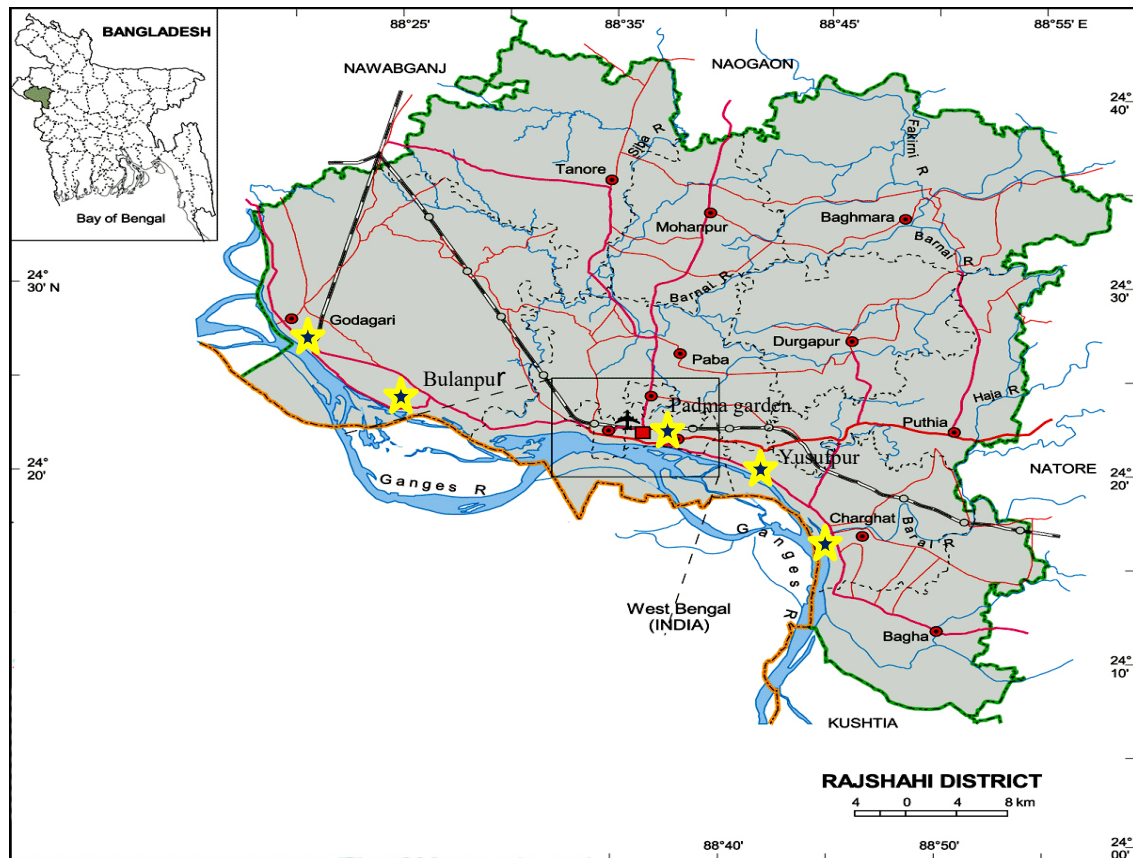 88°25'
88°35'
88°45'
88°55' E
BANGLADESH
Bay of Bengal
NAWABGANJ
NAOGAON
24°
40'
Siba R
Fakirni R
Tanore
Mohanpur
Baghmara
Barnai R
Barnai R
24°
30' N
24°
30'
Godagari
Durgapur
Paba
Bulanpur
Padma garden
Haja R
Puthia
24°
20'
Yusufpur
NATORE
24°
20'
Ganges R
Charghat
Baral R
Ganges R
West Bengal
(INDIA)
Bagha
24°
10'
KUSHTIA
RAJSHAHI DISTRICT
4 0 4 8 km
88°40'
88°50'
24°
00'